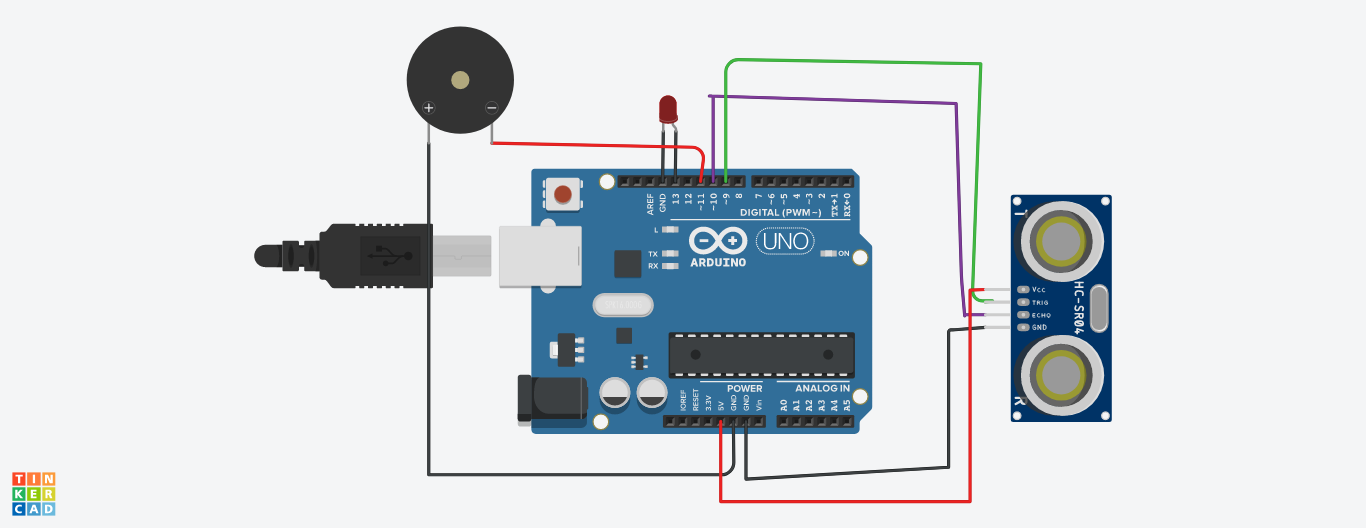 + −
AREF
GND
13
12
~11
~10
~9
8
7
~6
~5
4
~3
2
TX→1
RX←0
DIGITAL (PWM~)
L
TX
RX
ARDUINO
UNO
ON
T
Vcc
TRIG
ECHO
GND
HC-SR04
R
POWER
ANALOG IN
IOREF
RESET
3.3V
5V
GND
GND
Vin
A0
A1
A2
A3
A4
A5
TIN
KER
CAD